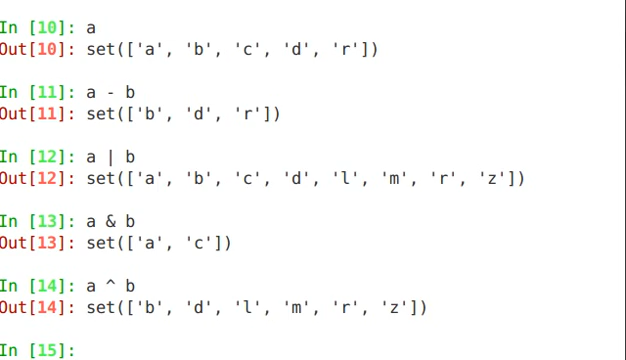 In [10]: a
Out[10]: set(['a', 'b', 'c', 'd', 'r'])
In [11]: a - b
Out[11]: set(['b', 'd', 'r'])
In [12]: a | b
Out[12]: set(['a', 'b', 'c', 'd', 'l', 'm', 'r', 'z'])
In [13]: a & b
Out[13]: set(['a', 'c'])
In [14]: a ^ b
Out[14]: set(['b', 'd', 'l', 'm', 'r', 'z'])
In [15]: